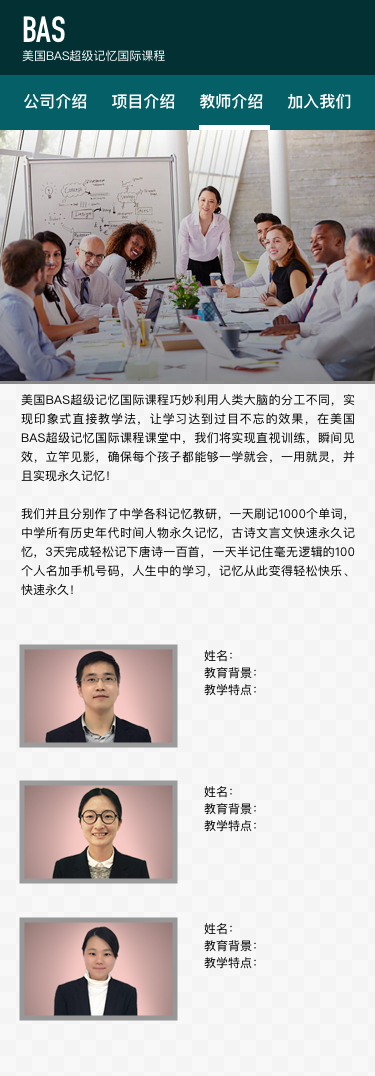 BAS
美国BAS超级记忆国际课程
公司介绍 项目介绍 教师介绍 加入我们
美国BAS超级记忆国际课程巧妙利用人类大脑的分工不同，实
现印象式直接教学法，让学习达到过目不忘的效果，在美国
BAS超级记忆国际课程课堂中，我们将实现直视训练，瞬间见
效，立竿见影，确保每个孩子都能够一学就会，一用就灵，并
且实现永久记忆！
我们并且分别作了中学各科记忆教研，一天刷记1000个单词，
中学所有历史年代时间人物永久记忆，古诗文言文快速永久记
忆，3天完成轻松记下唐诗一百首，一天半记住毫无逻辑的100
个人名加手机号码，人生中的学习，记忆从此变得轻松快乐、
快速永久！
姓名：
教育背景：
教学特点：
姓名：
教育背景：
教学特点：
姓名：
教育背景：
教学特点：